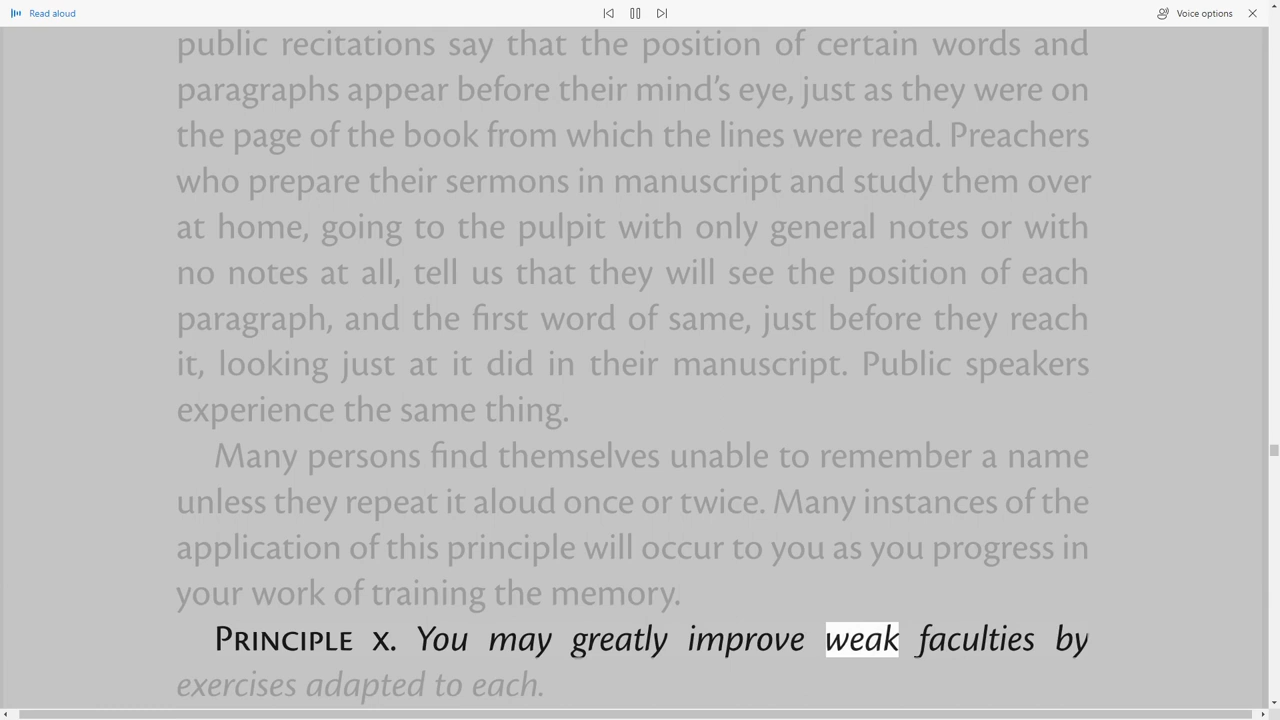 Read aloud
Voice options
public recitations say that the position of certain words and
paragraphs appear before their mind’s eye, just as they were on
the page of the book from which the lines were read. Preachers
who prepare their sermons in manuscript and study them over
at home, going to the pulpit with only general notes or with
no notes at all, tell us that they will see the position of each
paragraph, and the first word of same, just before they reach
it, looking just at it did in their manuscript. Public speakers
experience the same thing.
Many persons find themselves unable to remember a name
unless they repeat it aloud once or twice. Many instances of the
application of this principle will occur to you as you progress in
your work of training the memory.
Principle x. You may greatly improve weak faculties by
exercises adapted to each.